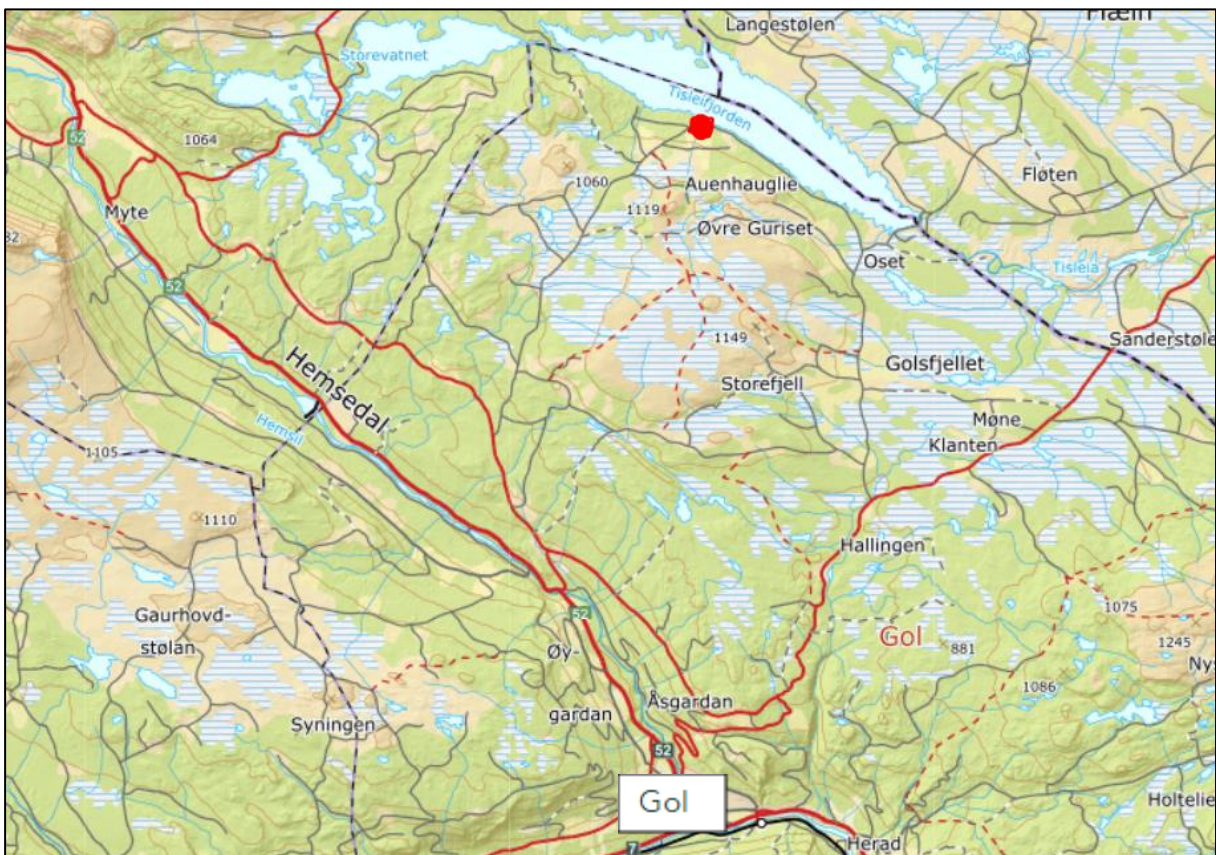 Langestølen
Flæin
Storevatnet
Tisleifjorden
52
1064
1060
Auenhauglie
Fløten
1119
Øvre Guriset
Myte
Oset
Tisleia
52
1149
Sanderstøle
Golsfjellet
Hemsedal
Storefjell
Møne
Klanten
Hemsil
1105
1110
Hallingen
52
1075
Gaurhovd-
stølan
Gol
881
1245
Øy-
gardan
1086
Åsgardan
Syningen
52
Gol
Holtelie
7
Herad